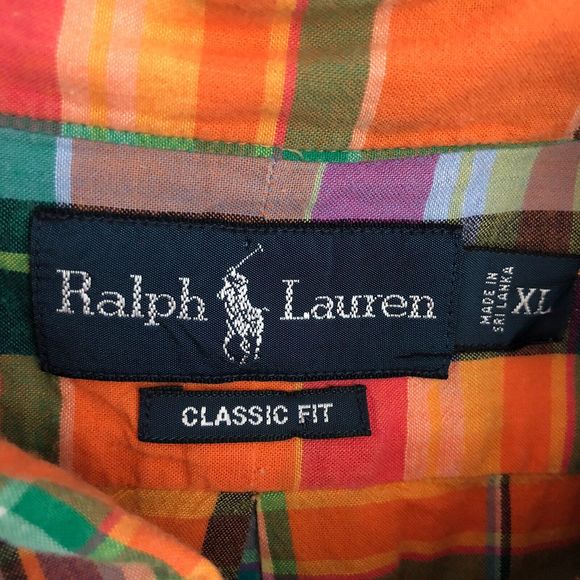 Ralph Lauren
MADE IN
SRI LANKA
XL
CLASSIC FIT